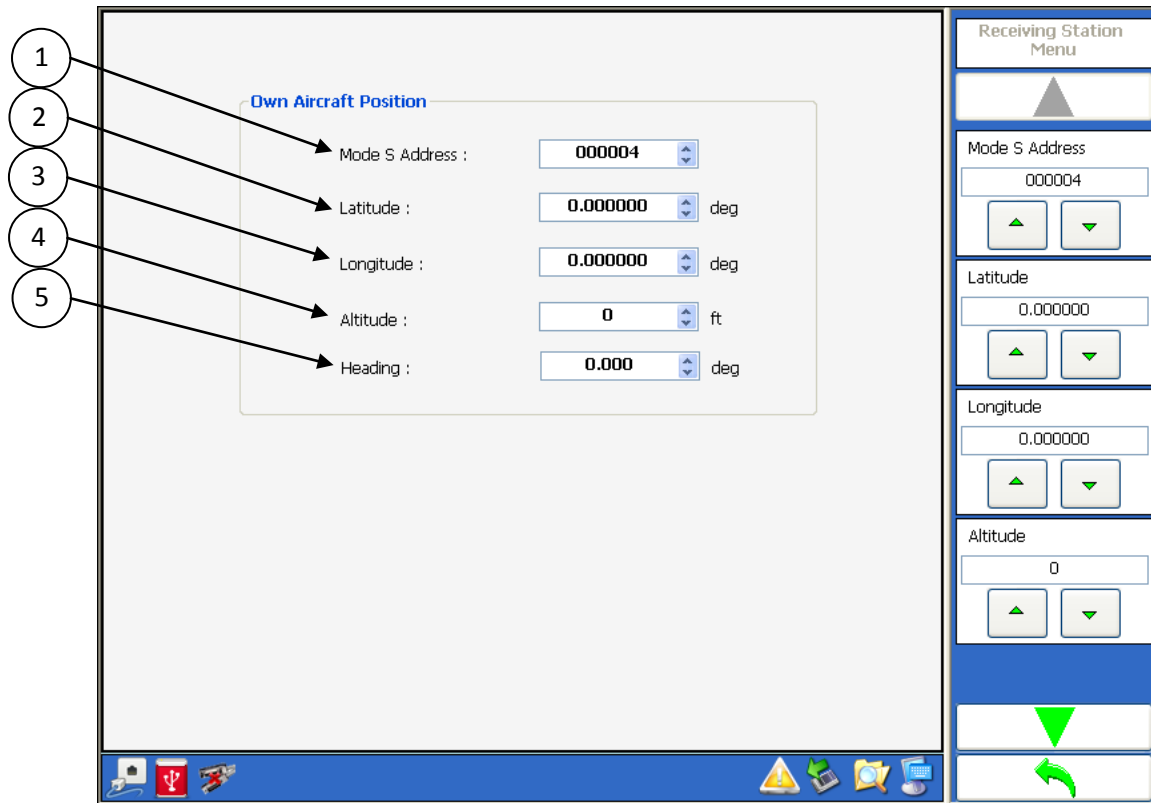 1
2
3
4
5
Own Aircraft Position
Mode S Address : 000004
Latitude : 0.000000 deg
Longitude : 0.000000 deg
Altitude : 0 ft
Heading : 0.000 deg
Receiving Station
Menu
Mode S Address
000004
Latitude
0.000000
Longitude
0.000000
Altitude
0